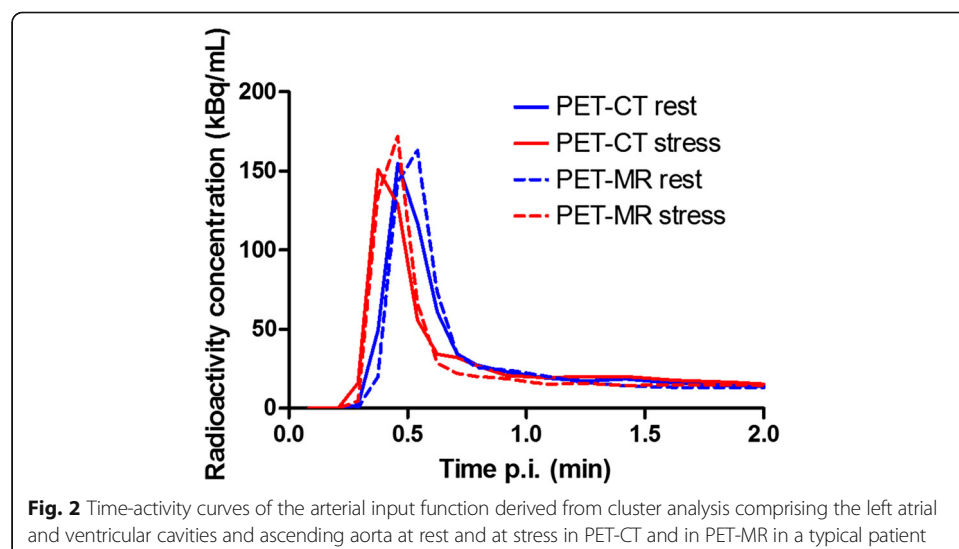 Radioactivity concentration (kBq/mL)
200
150
100
50
0
PET-CT rest
PET-CT stress
PET-MR rest
PET-MR stress
0.0 0.5 1.0 1.5 2.0
Time p.i. (min)
Fig. 2 Time-activity curves of the arterial input function derived from cluster analysis comprising the left atrial
and ventricular cavities and ascending aorta at rest and at stress in PET-CT and in PET-MR in a typical patient